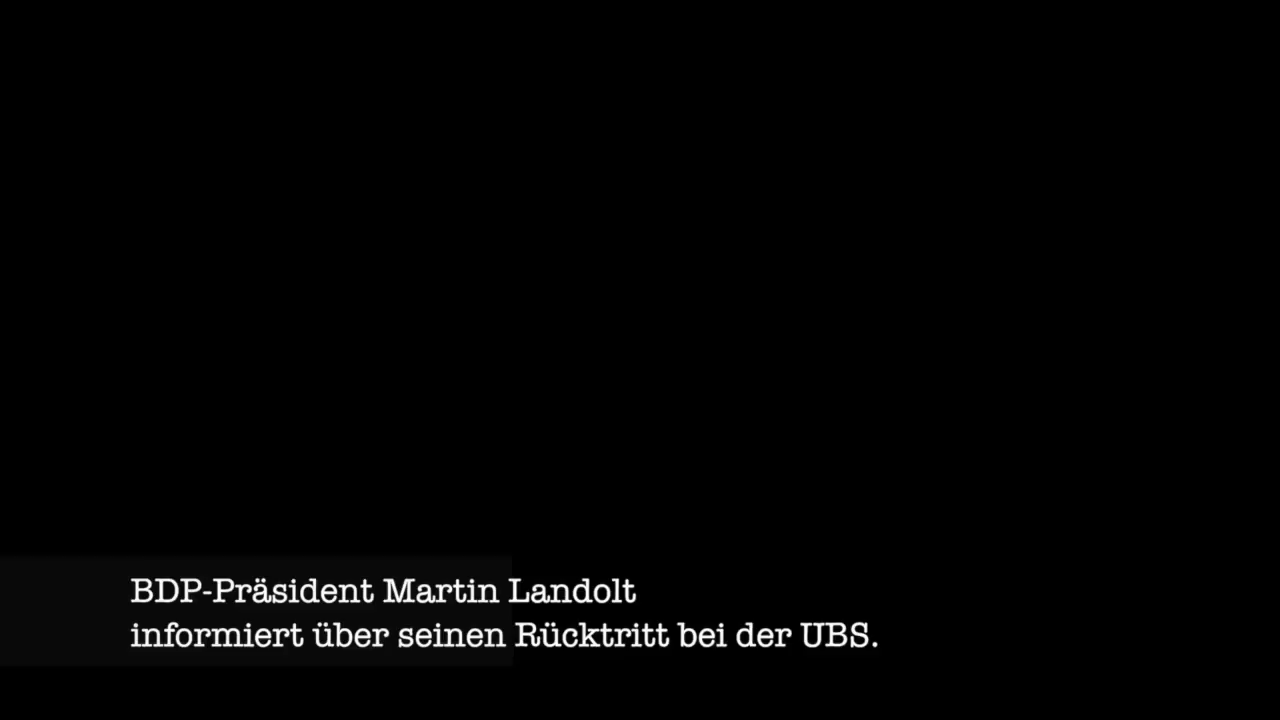 BDP-Präsident Martin Landolt
informiert über seinen Rücktritt bei der UBS.